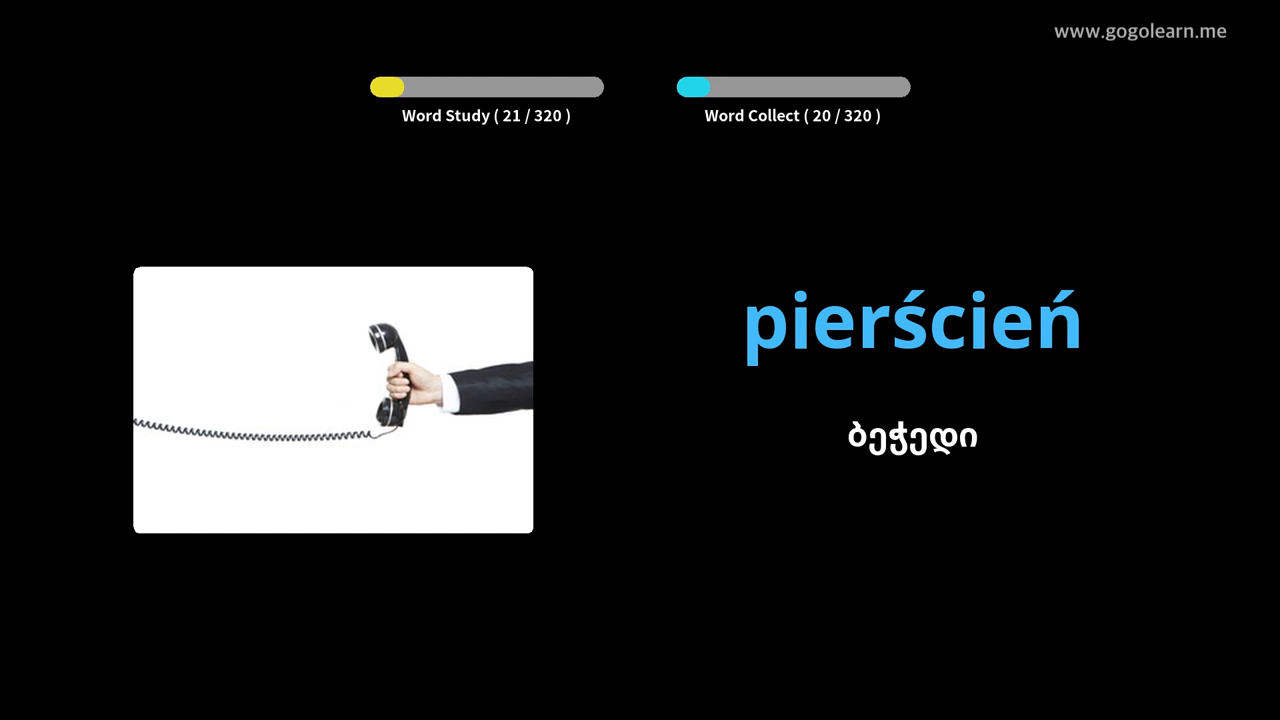 www.gogolearn.me
Word Study ( 21 / 320 )
Word Collect ( 20 / 320 )
pierścień
ბეჭედი